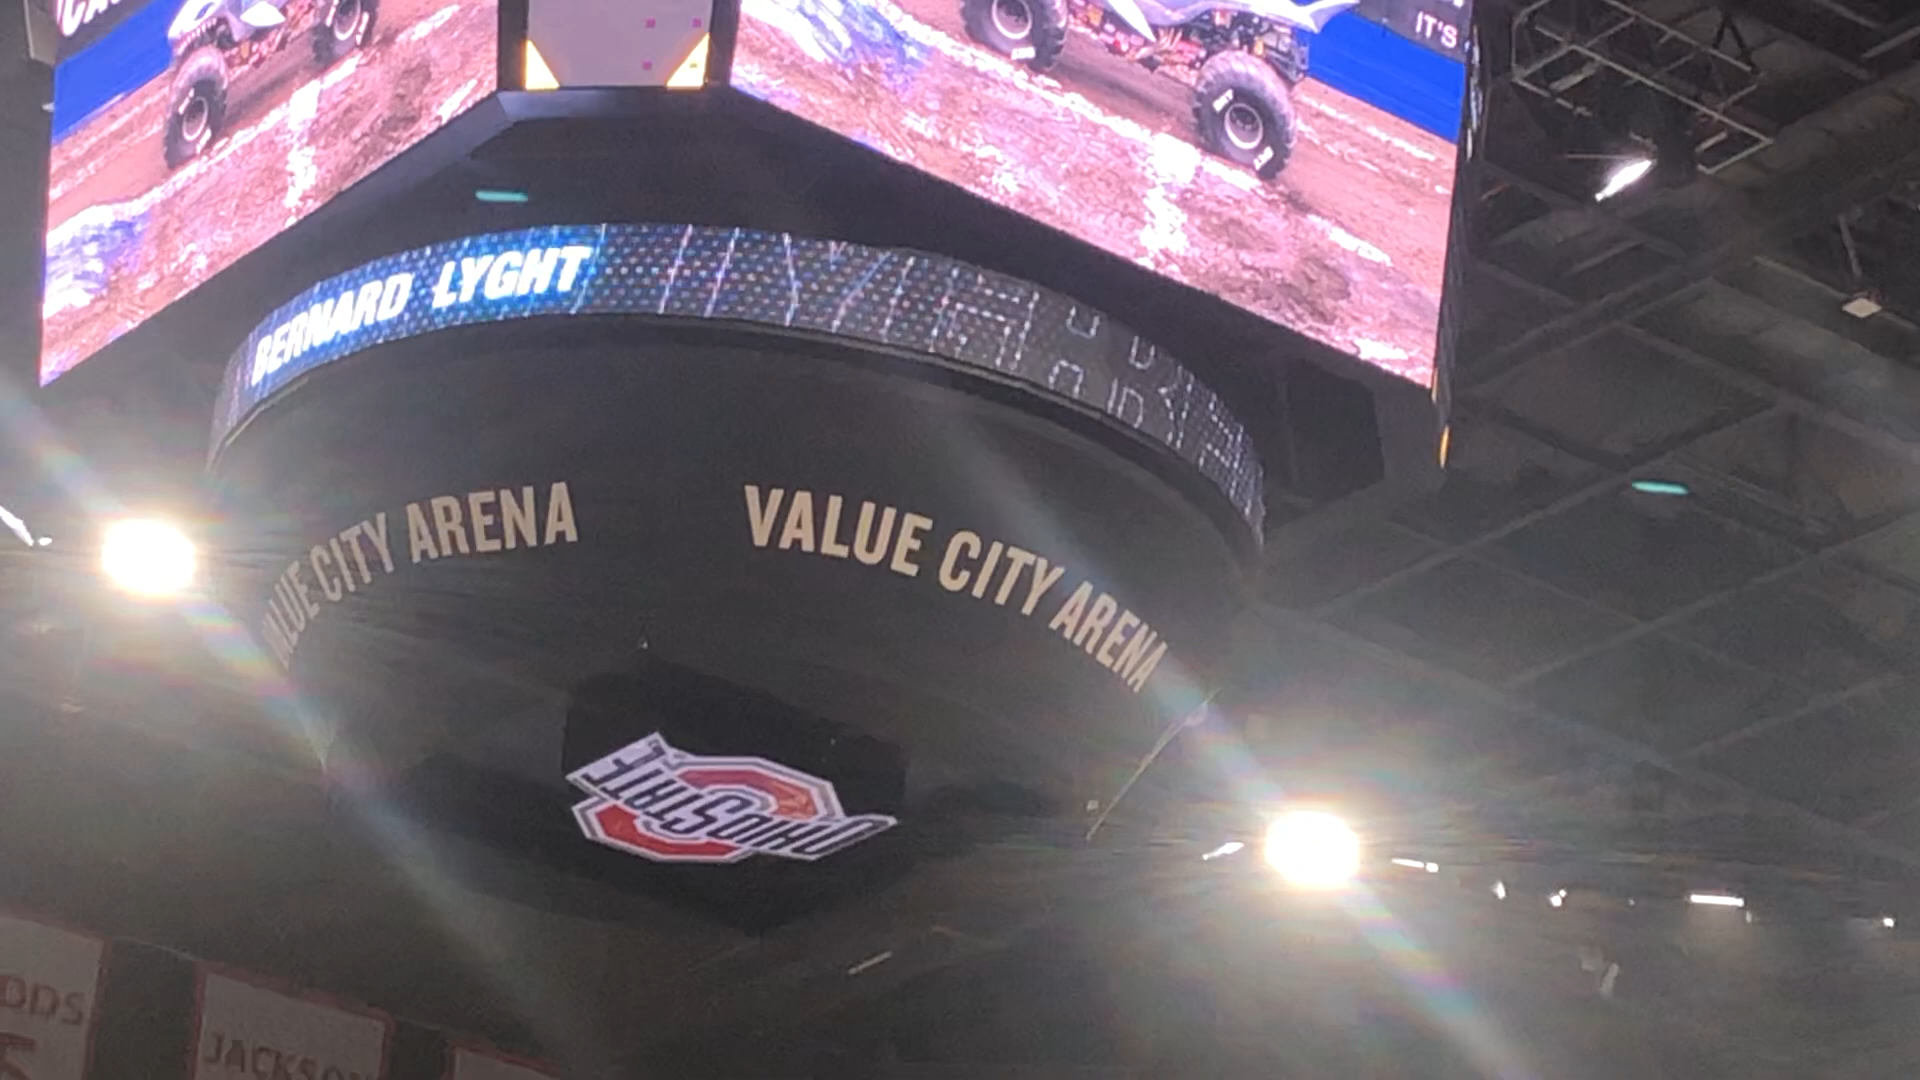 IT'S
BERNARD LYGHT
VALUE CITY ARENA
VALUE CITY ARENA
OHIO STATE
ODS
JACKSON